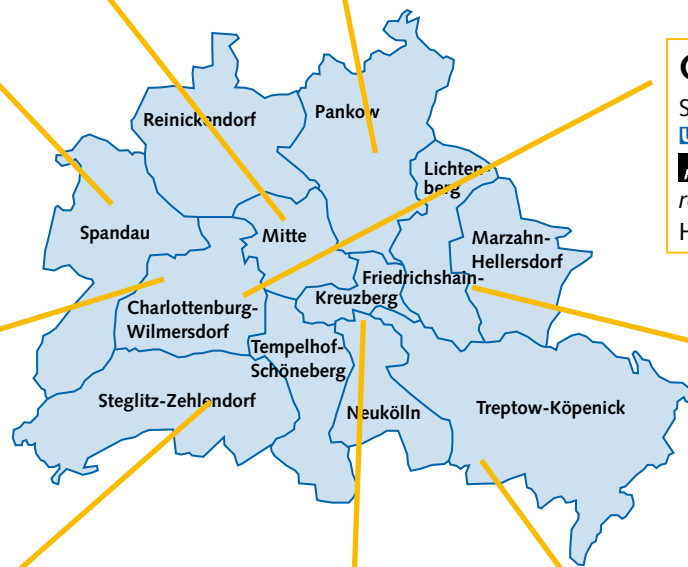 Reinickendorf
Pankow
Lichten-
berg
Spandau
Mitte
Marzahn-
Hellersdorf
Friedrichshain-
Kreuzberg
Charlottenburg-
Wilmersdorf
Tempelhof-
Schöneberg
Steglitz-Zehlendorf
Neukölln
Treptow-Köpenick
S
H